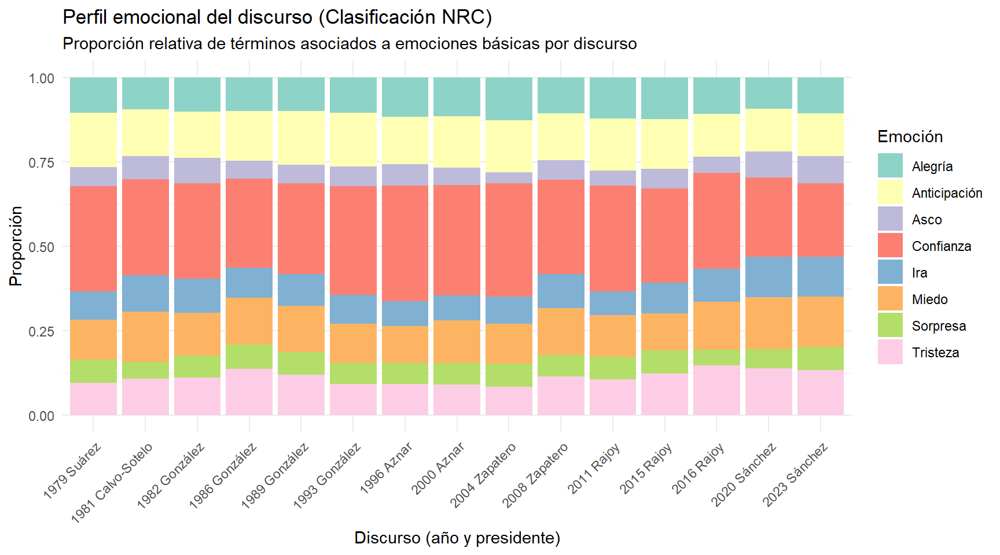 Perfil emocional del discurso (Clasificación NRC)
Proporción relativa de términos asociados a emociones básicas por discurso
Proporción
1.00
0.75
0.50
0.25
0.00
1979 Suárez
1981 Calvo-Sotelo
1982 González
1986 González
1989 González
1993 González
1996 Aznar
2000 Aznar
2004 Zapatero
2008 Zapatero
2011 Rajoy
2015 Rajoy
2016 Rajoy
2020 Sánchez
2023 Sánchez
Discurso (año y presidente)
Emoción
Alegría
Anticipación
Asco
Confianza
Ira
Miedo
Sorpresa
Tristeza